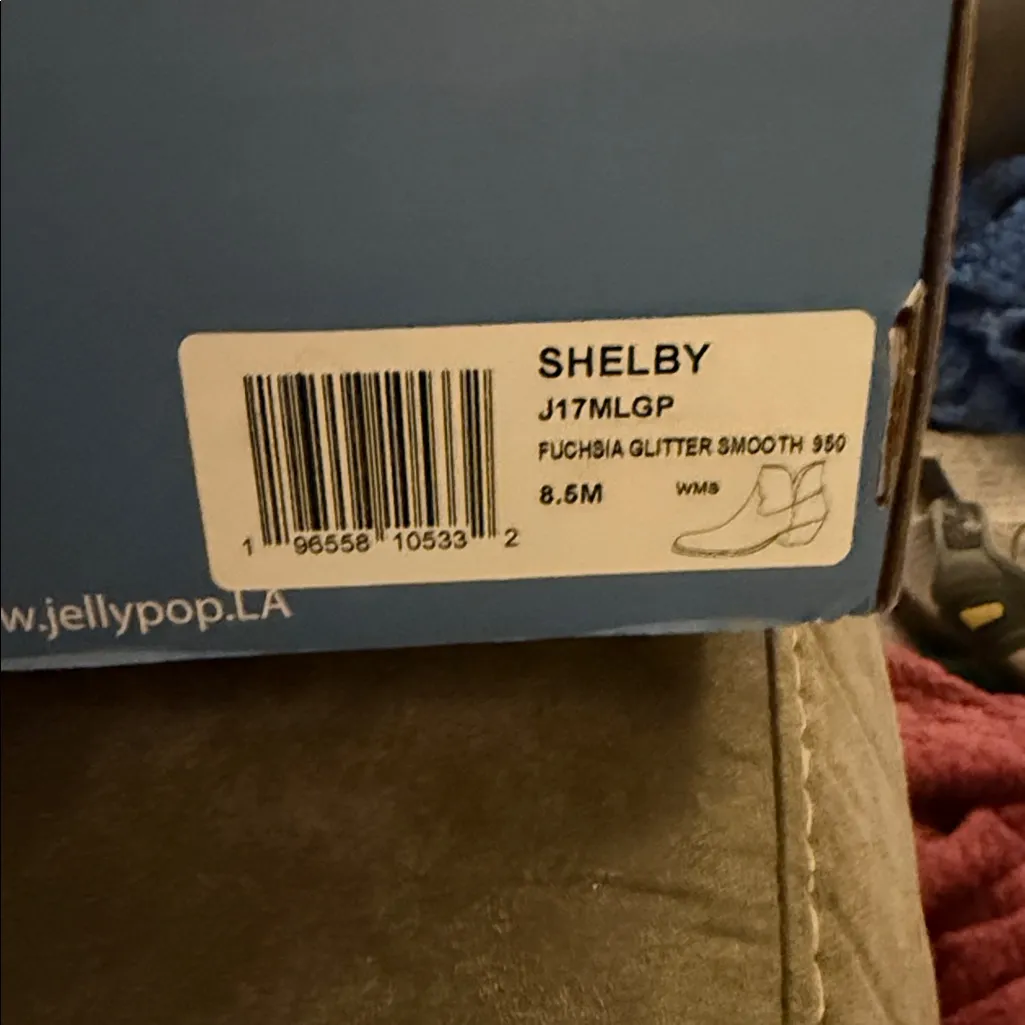 SHELBY
J17MLGP
FUCHSIA GLITTER SMOOTH 950
8.5M WMS
1 96558 10533 2
w.jellypop.LA